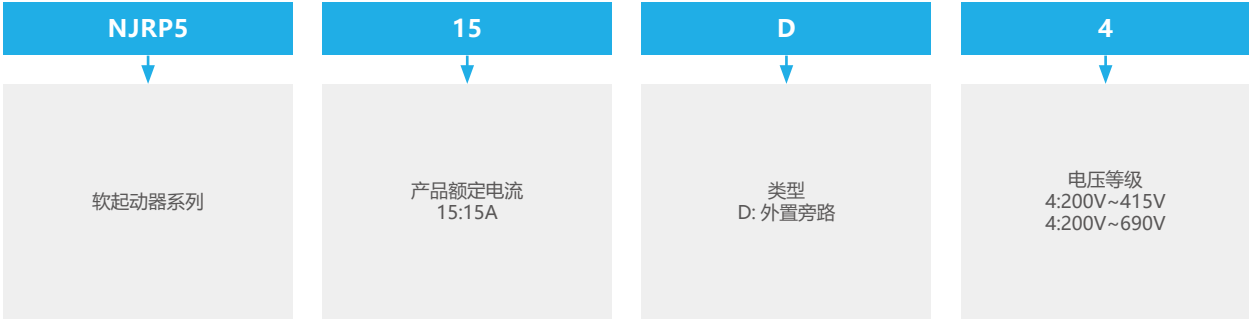 NJRP5
15
D
4
软起动器系列
产品额定电流
15:15A
类型
D: 外置旁路
电压等级
4:200V~415V
4:200V~690V